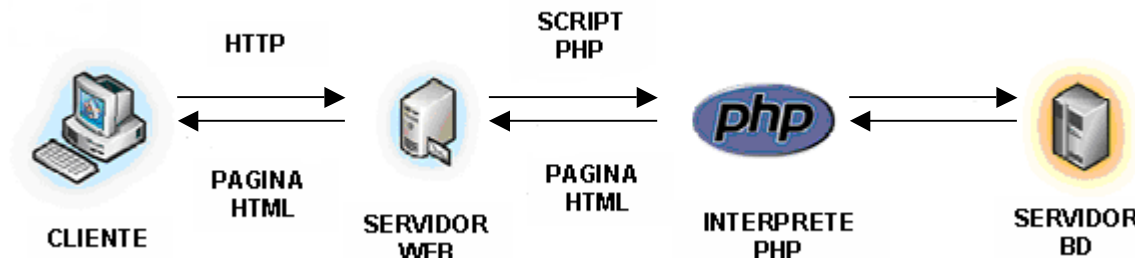 HTTP
SCRIPT
PHP
php
PAGINA
HTML
PAGINA
HTML
CLIENTE
SERVIDOR
WEB
INTERPRETE
PHP
SERVIDOR
BD